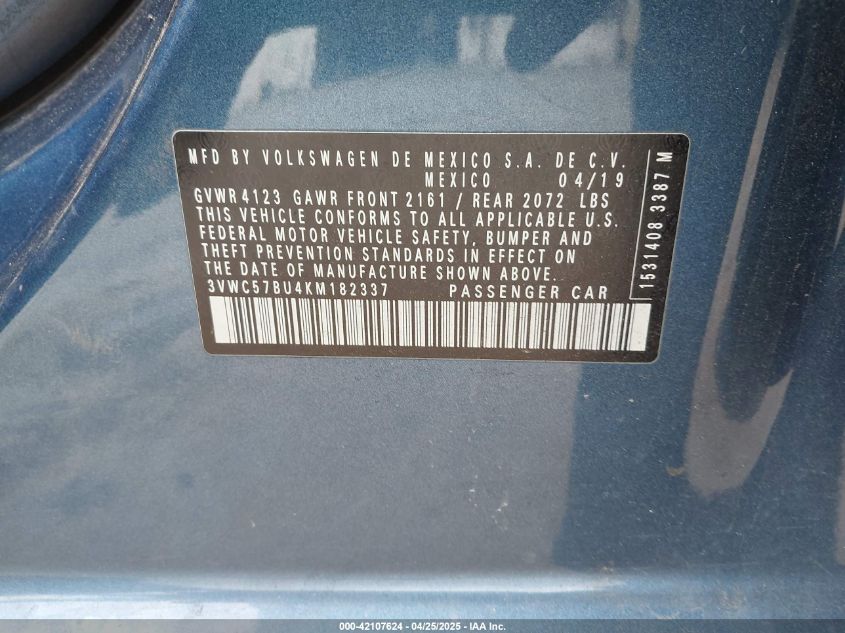 MFD BY VOLKSWAGEN DE MEXICO S.A. DE C.V.
MEXICO 04/19
GVWR 4123 GAWR FRONT 2161 / REAR 2072 LBS
THIS VEHICLE CONFORMS TO ALL APPLICABLE U.S.
FEDERAL MOTOR VEHICLE SAFETY, BUMPER AND
THEFT PREVENTION STANDARDS IN EFFECT ON
THE DATE OF MANUFACTURE SHOWN ABOVE.
3VWC57BU4KM182337 PASSENGER CAR
1531408 3387 M
000-42107624 - 04/25/2025 - IAA Inc.